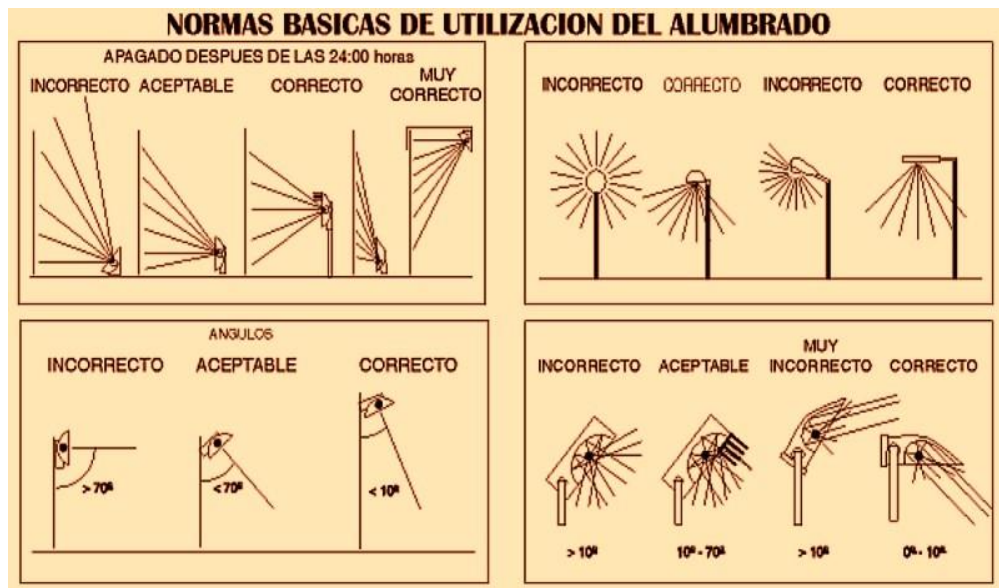 NORMAS BASICAS DE UTILIZACION DEL ALUMBRADO
APAGADO DESPUES DE LAS 24:00 horas
INCORRECTO ACEPTABLE CORRECTO MUY CORRECTO
INCORRECTO CORRECTO INCORRECTO CORRECTO
ANGULOS
INCORRECTO ACEPTABLE CORRECTO
> 70º < 70º < 10º
INCORRECTO ACEPTABLE MUY INCORRECTO CORRECTO
> 10º 10º - 70º > 10º 0º - 10º